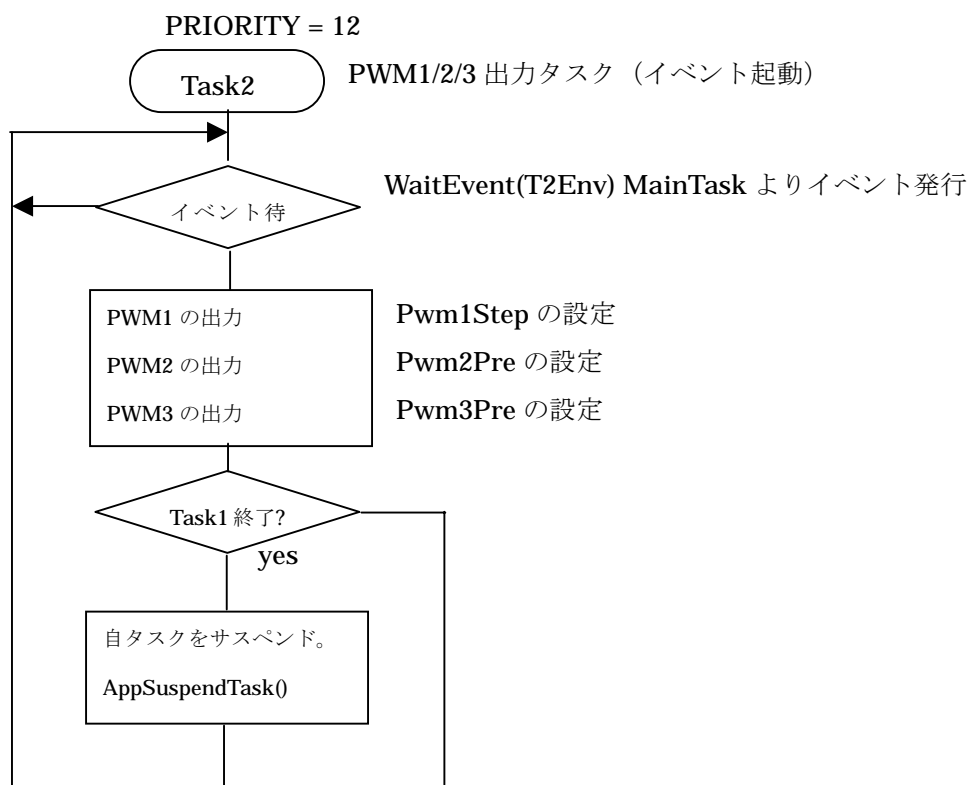 PRIORITY = 12
Task2
PWM1/2/3 出力タスク（イベント起動）
イベント待
WaitEvent(T2Env) MainTask よりイベント発行
PWM1 の出力
Pwm1Step の設定
PWM2 の出力
Pwm2Pre の設定
PWM3 の出力
Pwm3Pre の設定
Task1 終了?
yes
自タスクをサスペンド。
AppSuspendTask()